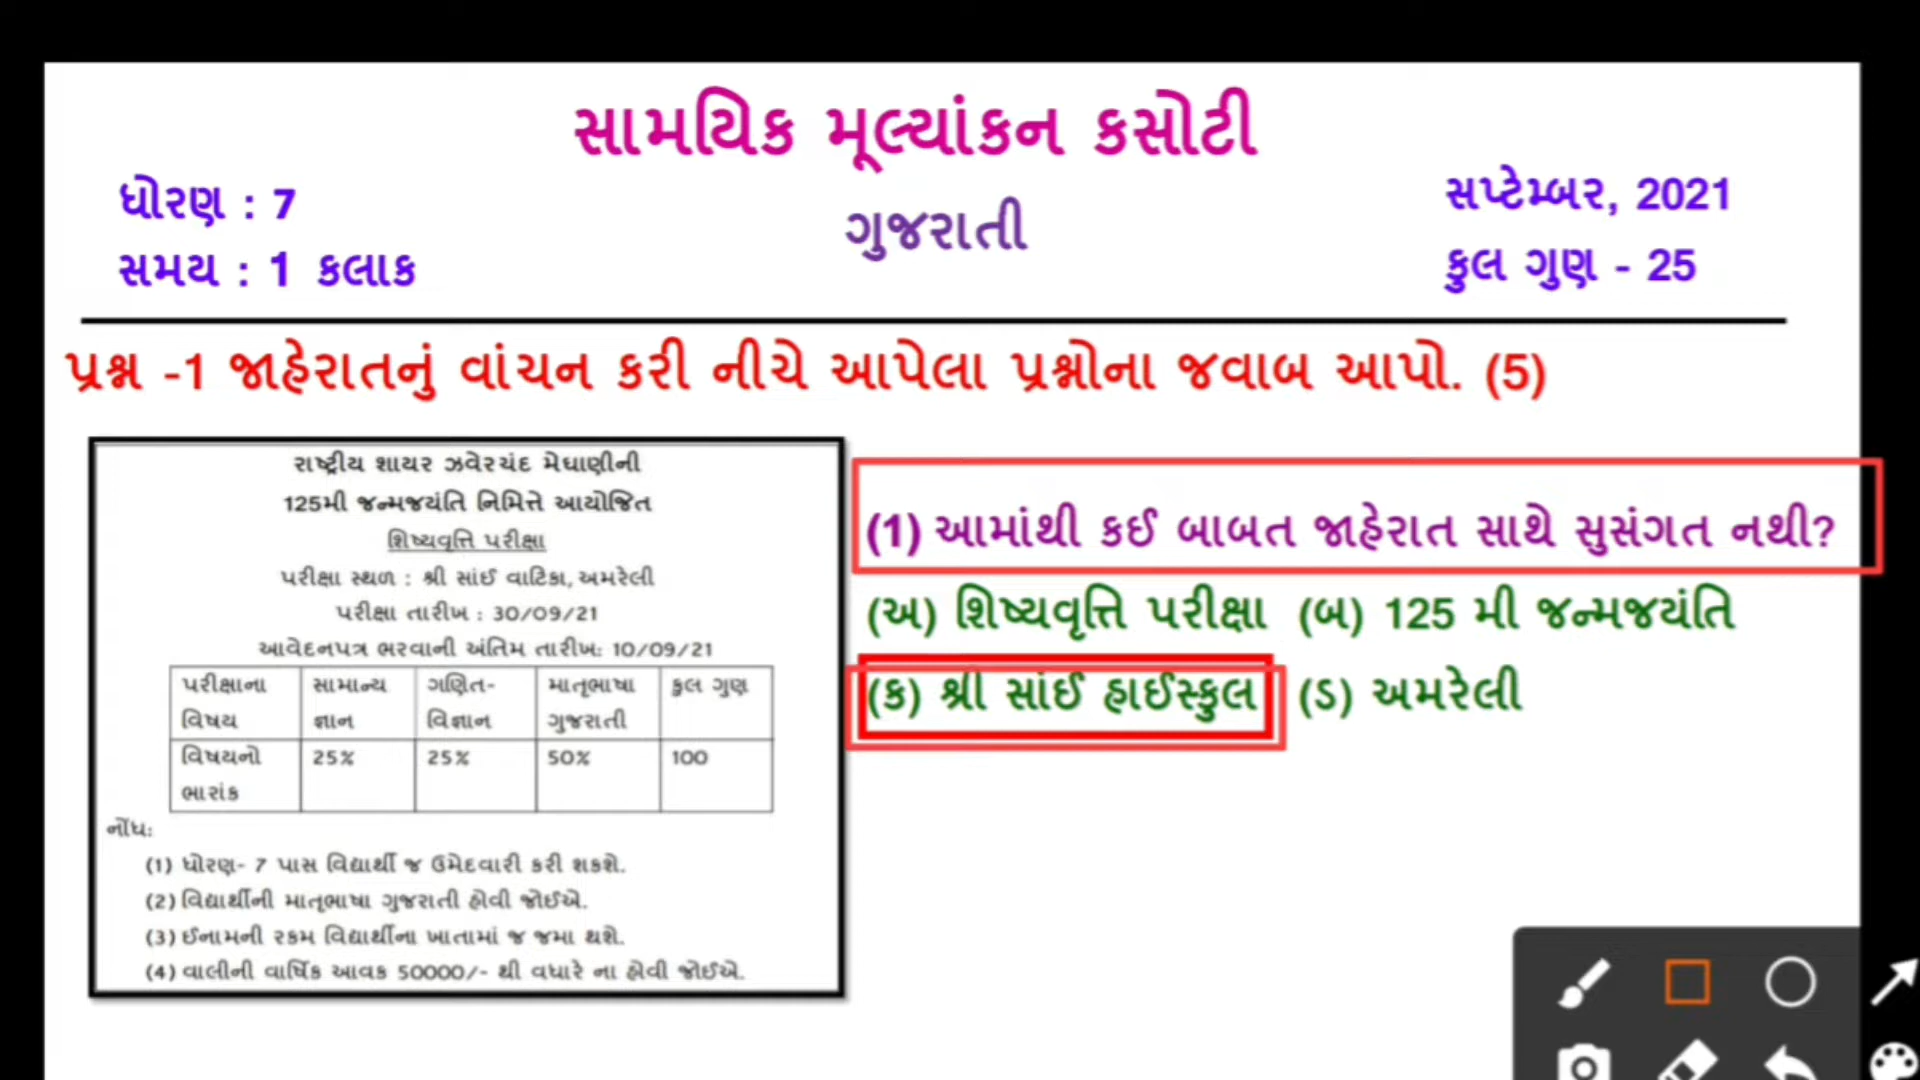 સામયિક મૂલ્યાંકન કસોટી
ધોરણ : 7
ગુજરાતી
સપ્ટેમ્બર, 2021
સમય : 1 કલાક
કુલ ગુણ - 25
પ્રશ્ન -1 જાહેરાતનું વાંચન કરી નીચે આપેલા પ્રશ્નોના જવાબ આપો. (5)
રાષ્ટ્રીય શાયર ઝવેરચંદ મેઘાણીની
125મી જન્મજયંતિ નિમિત્તે આયોજિત
શિષ્યવૃત્તિ પરીક્ષા
પરીક્ષા સ્થળ : શ્રી સાંઈ વાટિકા, અમરેલી
પરીક્ષા તારીખ : 30/09/21
આવેદનપત્ર ભરવાની અંતિમ તારીખ: 10/09/21
પરીક્ષાના વિષય સામાન્ય જ્ઞાન ગણિત- વિજ્ઞાન માતૃભાષા ગુજરાતી કુલ ગુણ
વિષયનો ભારાંક 25% 25% 50% 100
નોંધ:
(1) ધોરણ- 7 પાસ વિદ્યાર્થી જ ઉમેદવારી કરી શકશે.
(2) વિદ્યાર્થીની માતૃભાષા ગુજરાતી હોવી જોઈએ.
(3) ઈનામની રકમ વિદ્યાર્થીના ખાતામાં જ જમા થશે.
(4) વાલીની વાર્ષિક આવક 50000/- થી વધારે ના હોવી જોઈએ.
(1) આમાંથી કઈ બાબત જાહેરાત સાથે સુસંગત નથી?
(અ) શિષ્યવૃત્તિ પરીક્ષા (બ) 125 મી જન્મજયંતિ
(ક) શ્રી સાંઈ હાઈસ્કુલ (ડ) અમરેલી